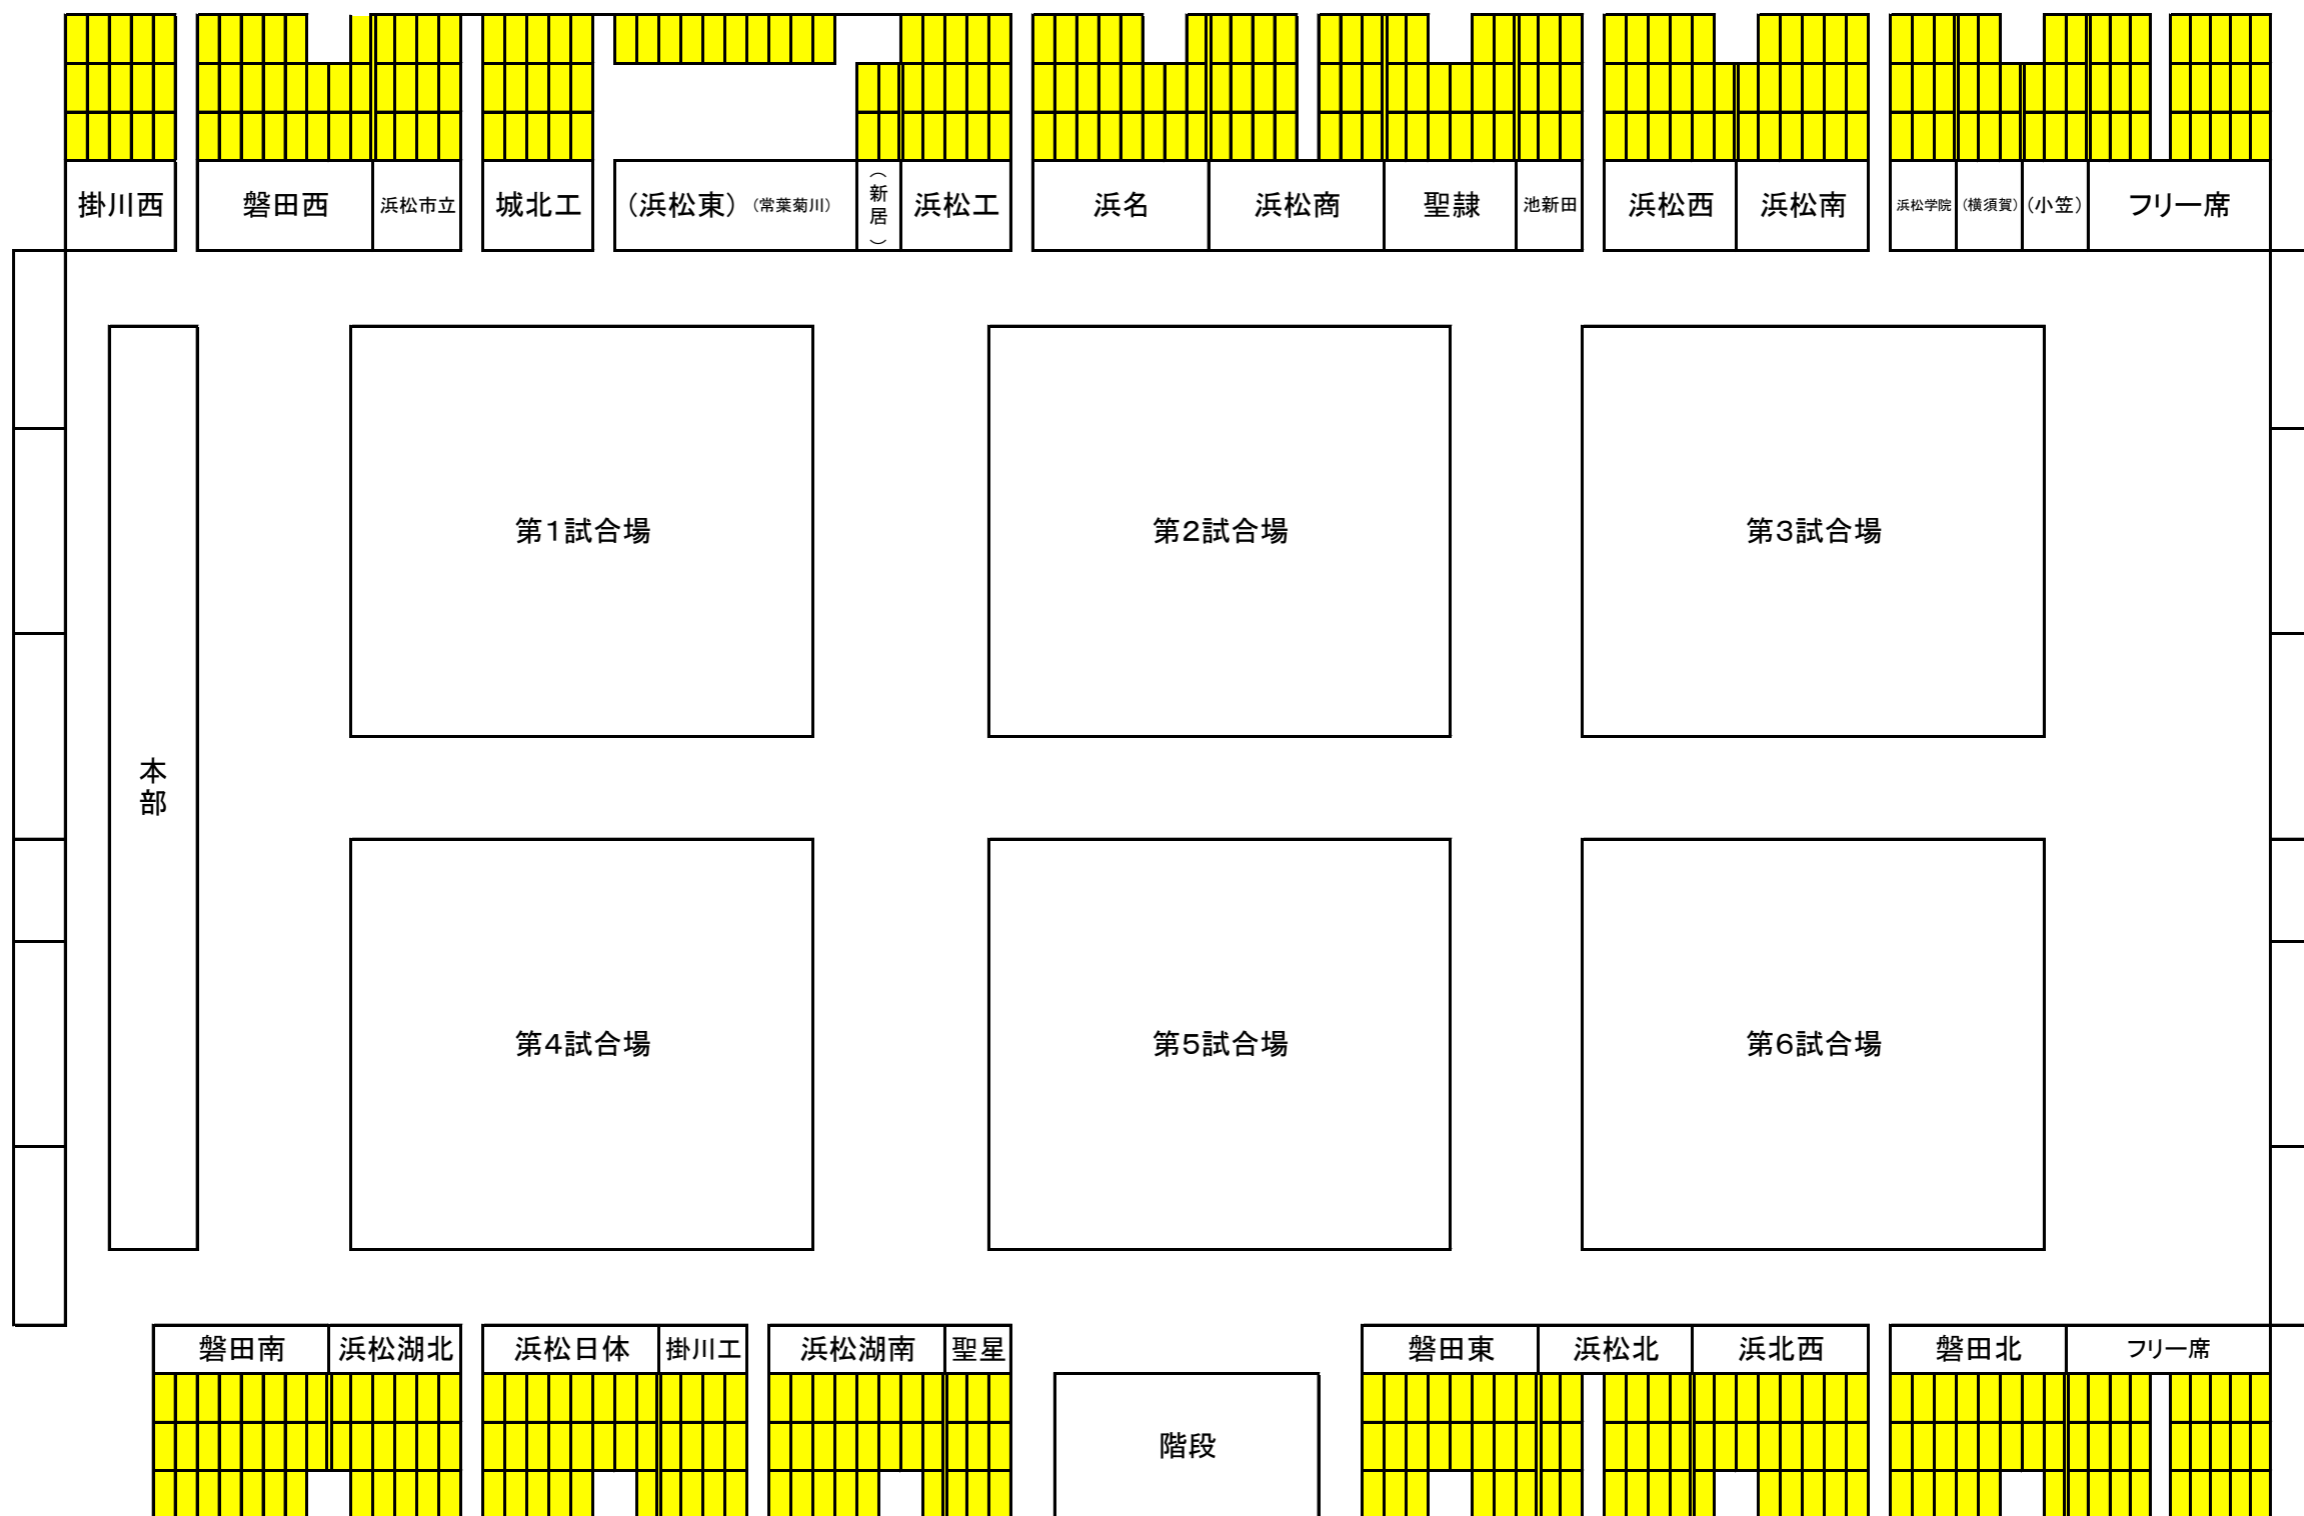 掛川西
磐田西
浜松市立
城北工
（浜松東）
（常葉菊川）
（新居）
浜松工
浜名
浜松商
聖隷
池新田
浜松西
浜松南
浜松学院
（横須賀）
（小笠）
フリー席
第1試合場
第2試合場
第3試合場
本部
第4試合場
第5試合場
第6試合場
磐田南
浜松湖北
浜松日体
掛川工
浜松湖南
聖星
磐田東
浜松北
浜北西
磐田北
フリー席
階段